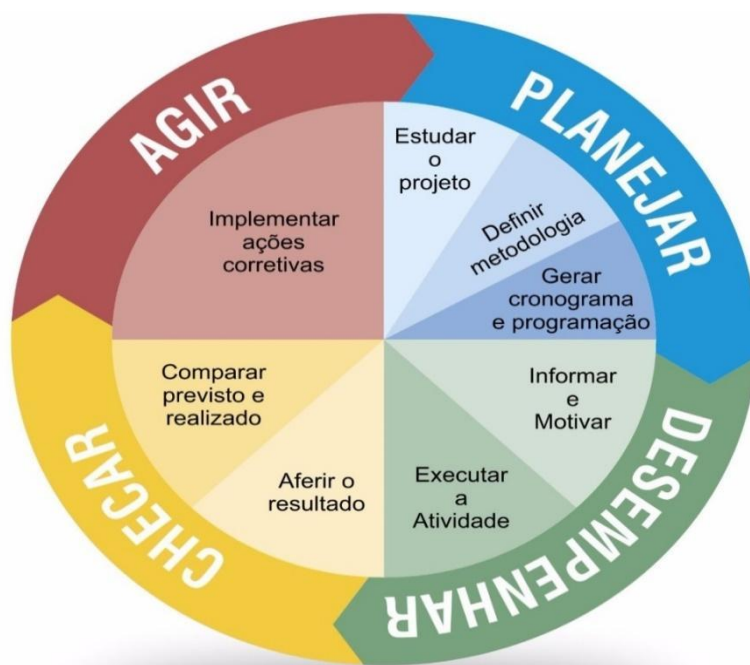 PLANEJAR
Estudar
o
projeto
Definir
metodologia
Gerar
cronograma
e programação
DESEMPENHAR
Informar
e
Motivar
Executar
a
Atividade
CHECAR
Aferir o
resultado
Comparar
previsto e
realizado
AGIR
Implementar
ações
corretivas